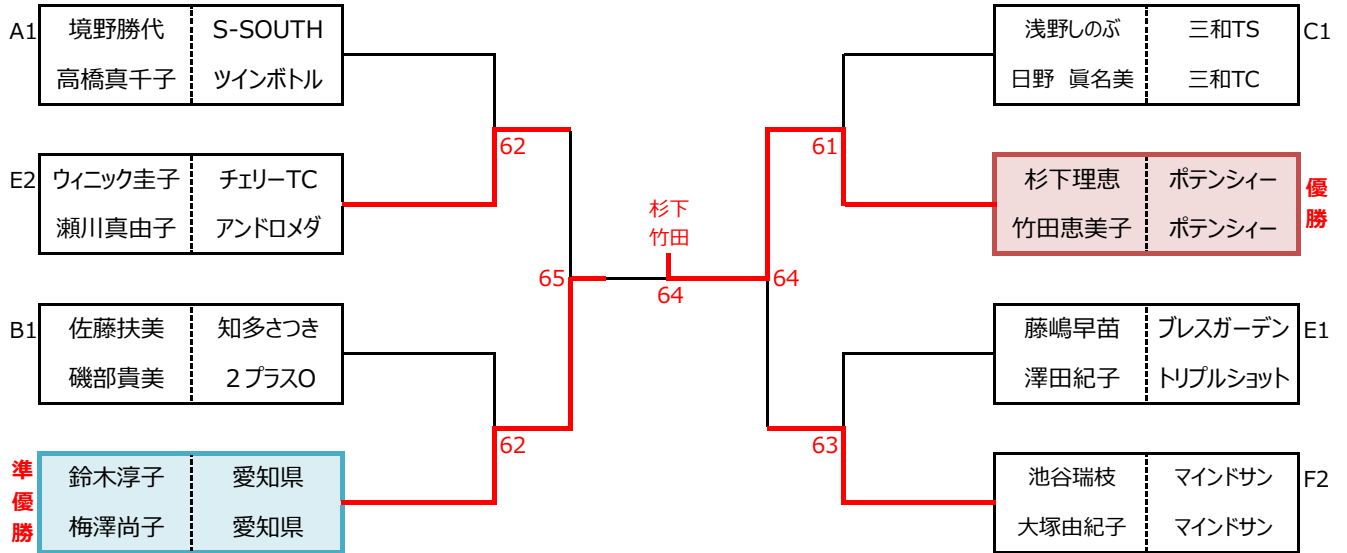 A1 境野勝代 S-SOUTH
高橋真千子 ツインボトル
62
E2 ウィニック圭子 チェリーTC
瀬川真由子 アンドロメダ
65
B1 佐藤扶美 知多さつき
磯部貴美 2プラスO
62
準優勝 鈴木淳子 愛知県
梅澤尚子 愛知県
杉下
竹田
64
浅野しのぶ 三和TS C1
日野 眞名美 三和TC
61
杉下理恵 ポテンシィー 優勝
竹田恵美子 ポテンシィー
64
藤嶋早苗 ブレスガーデン E1
澤田紀子 トリプルショット
63
池谷瑞枝 マインドサン F2
大塚由紀子 マインドサン